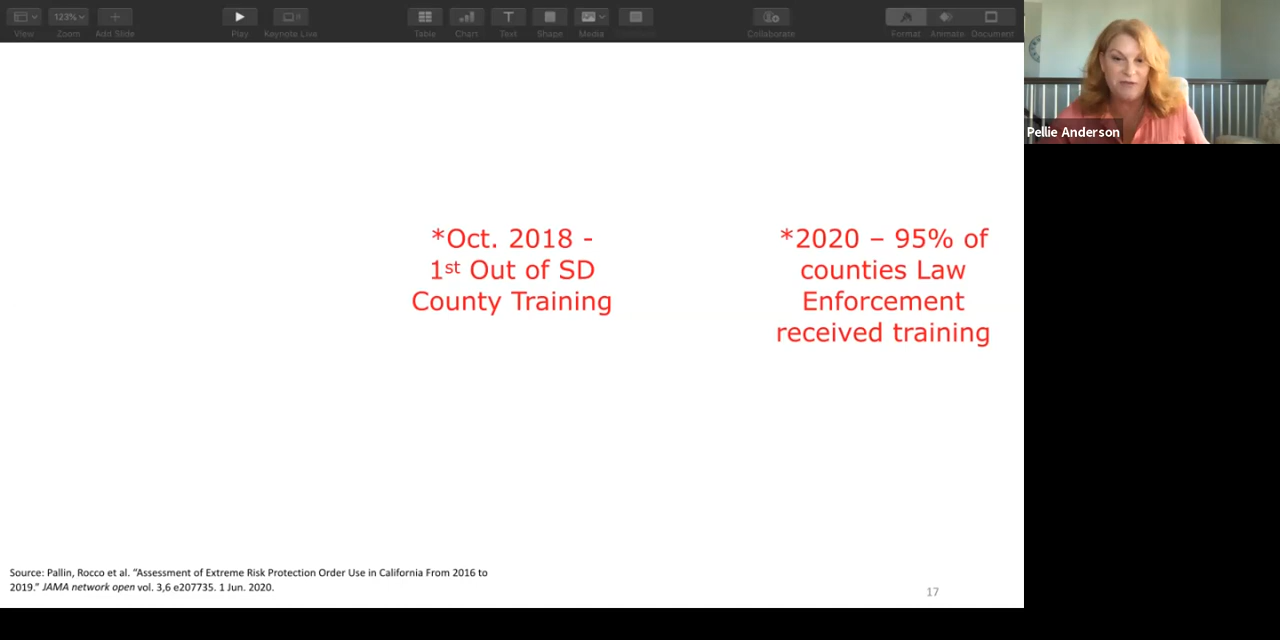 View
123%
Zoom
Add Slide
Play
Keynote Live
Table
Chart
Text
Shape
Media
Collaborate
Format
Animate
Document
Pellie Anderson
*Oct. 2018 -
1st Out of SD
County Training
*2020 – 95% of
counties Law
Enforcement
received training
Source: Pallin, Rocco et al. “Assessment of Extreme Risk Protection Order Use in California From 2016 to
2019.” JAMA network open vol. 3,6 e207735. 1 Jun. 2020.
17